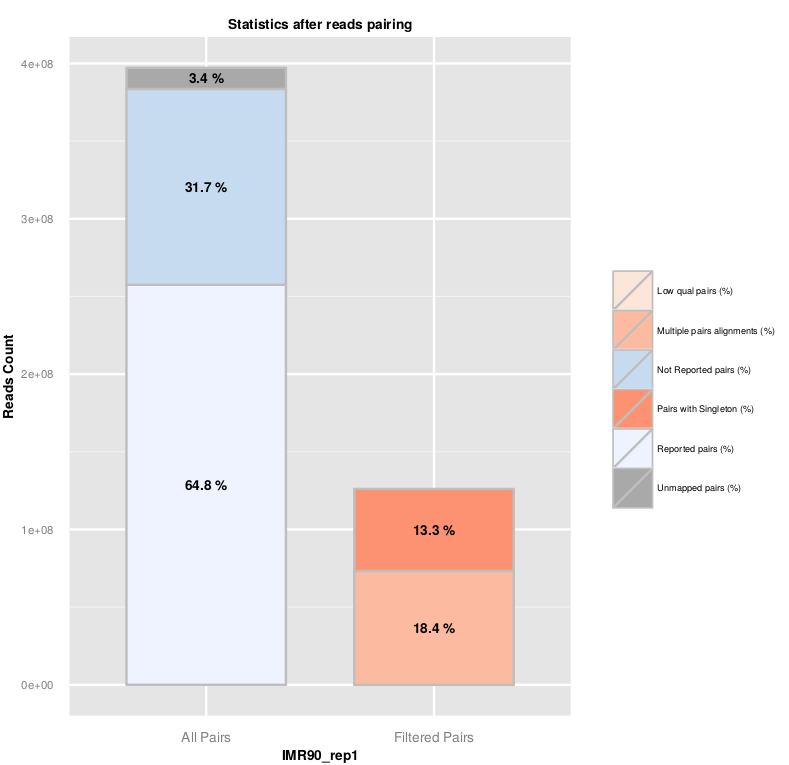 Statistics after reads pairing
4e+08
3e+08
2e+08
1e+08
0e+00
Reads Count
3.4 %
31.7 %
64.8 %
13.3 %
18.4 %
All Pairs
Filtered Pairs
IMR90_rep1
Low qual pairs (%)
Multiple pairs alignments (%)
Not Reported pairs (%)
Pairs with Singleton (%)
Reported pairs (%)
Unmapped pairs (%)